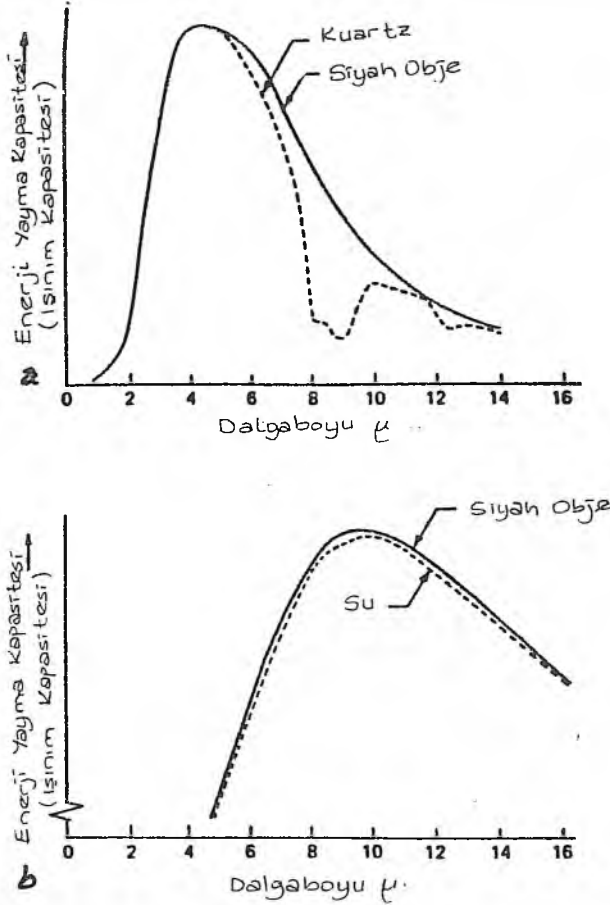 Kuartz
Siyah Obje
a Enerji Yayma Kapasitesi
(Işınım Kapasitesi)
0 2 4 6 8 10 12 14 16
Dalgaboyu μ
Siyah Obje
Su
b Enerji Yayma Kapasitesi
(Işınım Kapasitesi)
0 2 4 6 8 10 12 14 16
Dalgaboyu μ.